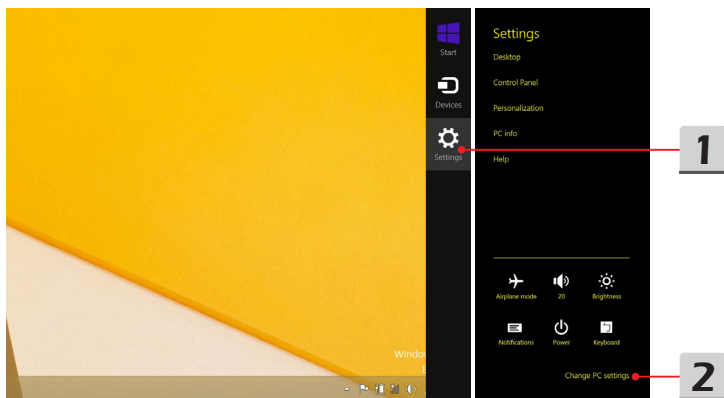 Start
Devices
Settings
Settings
Desktop
Control Panel
Personalization
PC info
Help
Airplane mode
20
Brightness
Notifications
Power
Keyboard
Change PC settings
1
2